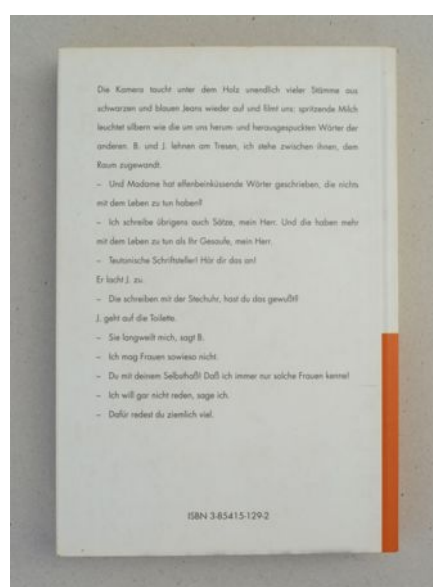 Die Kamera taucht unter dem Holz unendlich vieler Stämme aus
schwarzen und blauen Jeans wieder auf und filmt uns: spritzende Milch
leuchtet silbern wie die um uns herum- und herausgespuckten Wörter der
anderen. B. und J. lehnen am Tresen, ich stehe zwischen ihnen, dem
Raum zugewandt.
– Und Madame hat elfenbeinküssende Wörter geschrieben, die nichts
mit dem Leben zu tun haben?
– Ich schreibe übrigens auch Sätze, mein Herr. Und die haben mehr
mit dem Leben zu tun als Ihr Gesaufe, mein Herr.
– Teutonische Schriftsteller! Hör dir das an!
Er lacht J. zu.
– Die schreiben mit der Stechuhr, hast du das gewußt?
J. geht auf die Toilette.
– Sie langweilt mich, sagt B.
– Ich mag Frauen sowieso nicht.
– Du mit deinem Selbsthaß! Daß ich immer nur solche Frauen kenne!
– Ich will gar nicht reden, sage ich.
– Dafür redest du ziemlich viel.
ISBN 3-85415-129-2